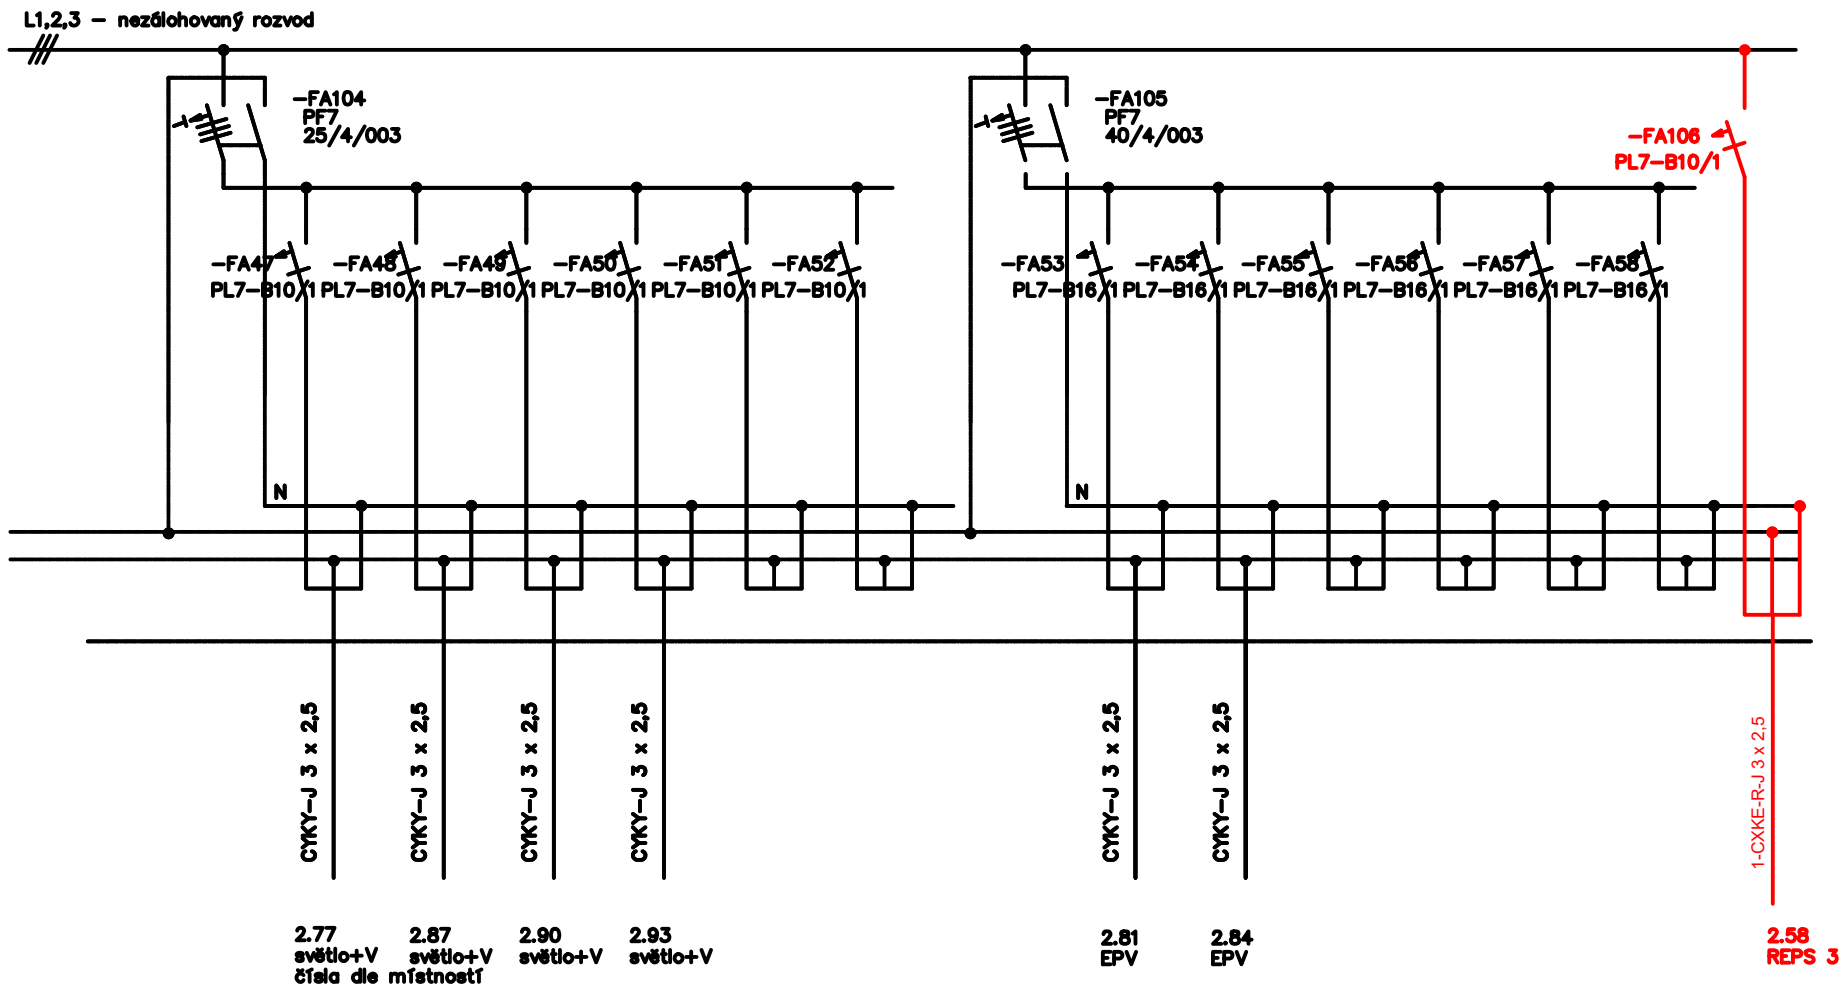 L1,2,3 – nezálohovaný rozvod
-FA104
PF7
25/4/003
-FA105
PF7
40/4/003
-FA106
PL7-B10/1
-FA47
PL7-B10/1
-FA48
PL7-B10/1
-FA49
PL7-B10/1
-FA50
PL7-B10/1
-FA51
PL7-B10/1
-FA52
PL7-B10/1
-FA53
PL7-B16/1
-FA54
PL7-B16/1
-FA55
PL7-B16/1
-FA56
PL7-B16/1
-FA57
PL7-B16/1
-FA58
PL7-B16/1
N
N
CYKY-J 3 x 2,5
CYKY-J 3 x 2,5
CYKY-J 3 x 2,5
CYKY-J 3 x 2,5
CYKY-J 3 x 2,5
CYKY-J 3 x 2,5
1-CXKE-R-J 3 x 2,5
2.77
světlo+V
čísla dle místností
2.87
světlo+V
2.90
světlo+V
2.93
světlo+V
2.81
EPV
2.84
EPV
2.58
REPS 3